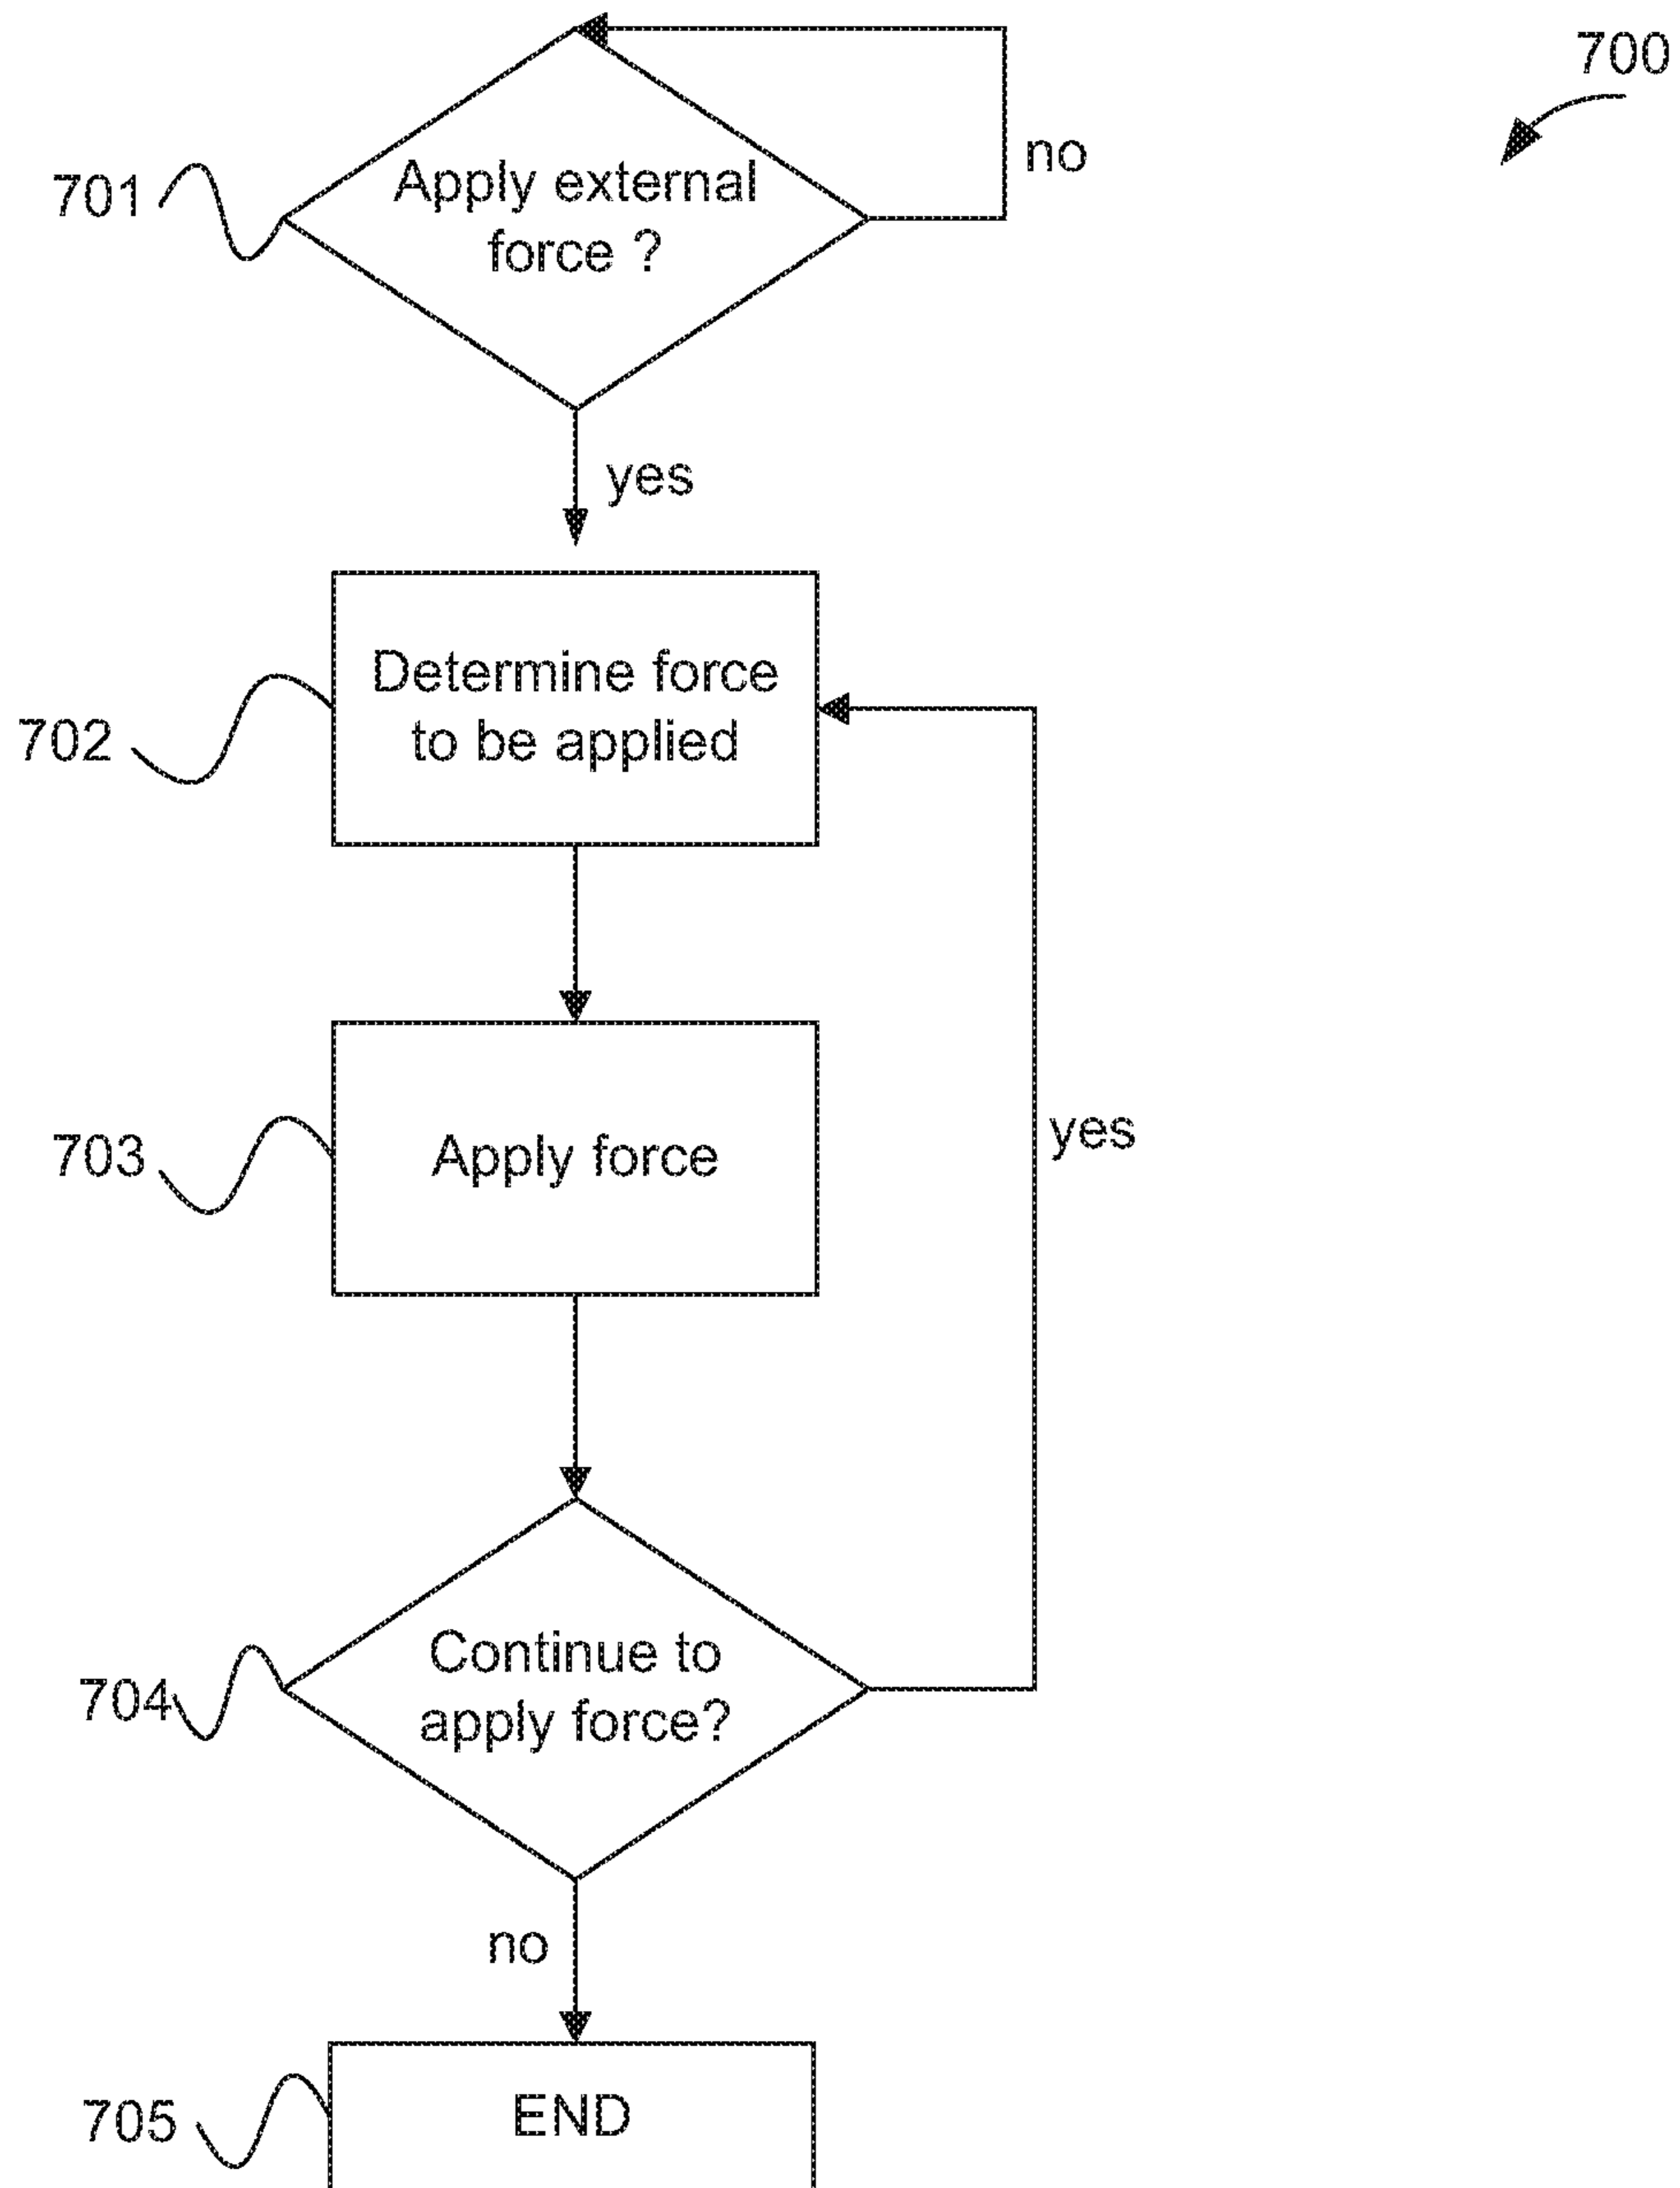 700
701
Apply external
force ?
no
yes
702
Determine force
to be applied
703
Apply force
yes
704
Continue to
apply force?
no
705
END